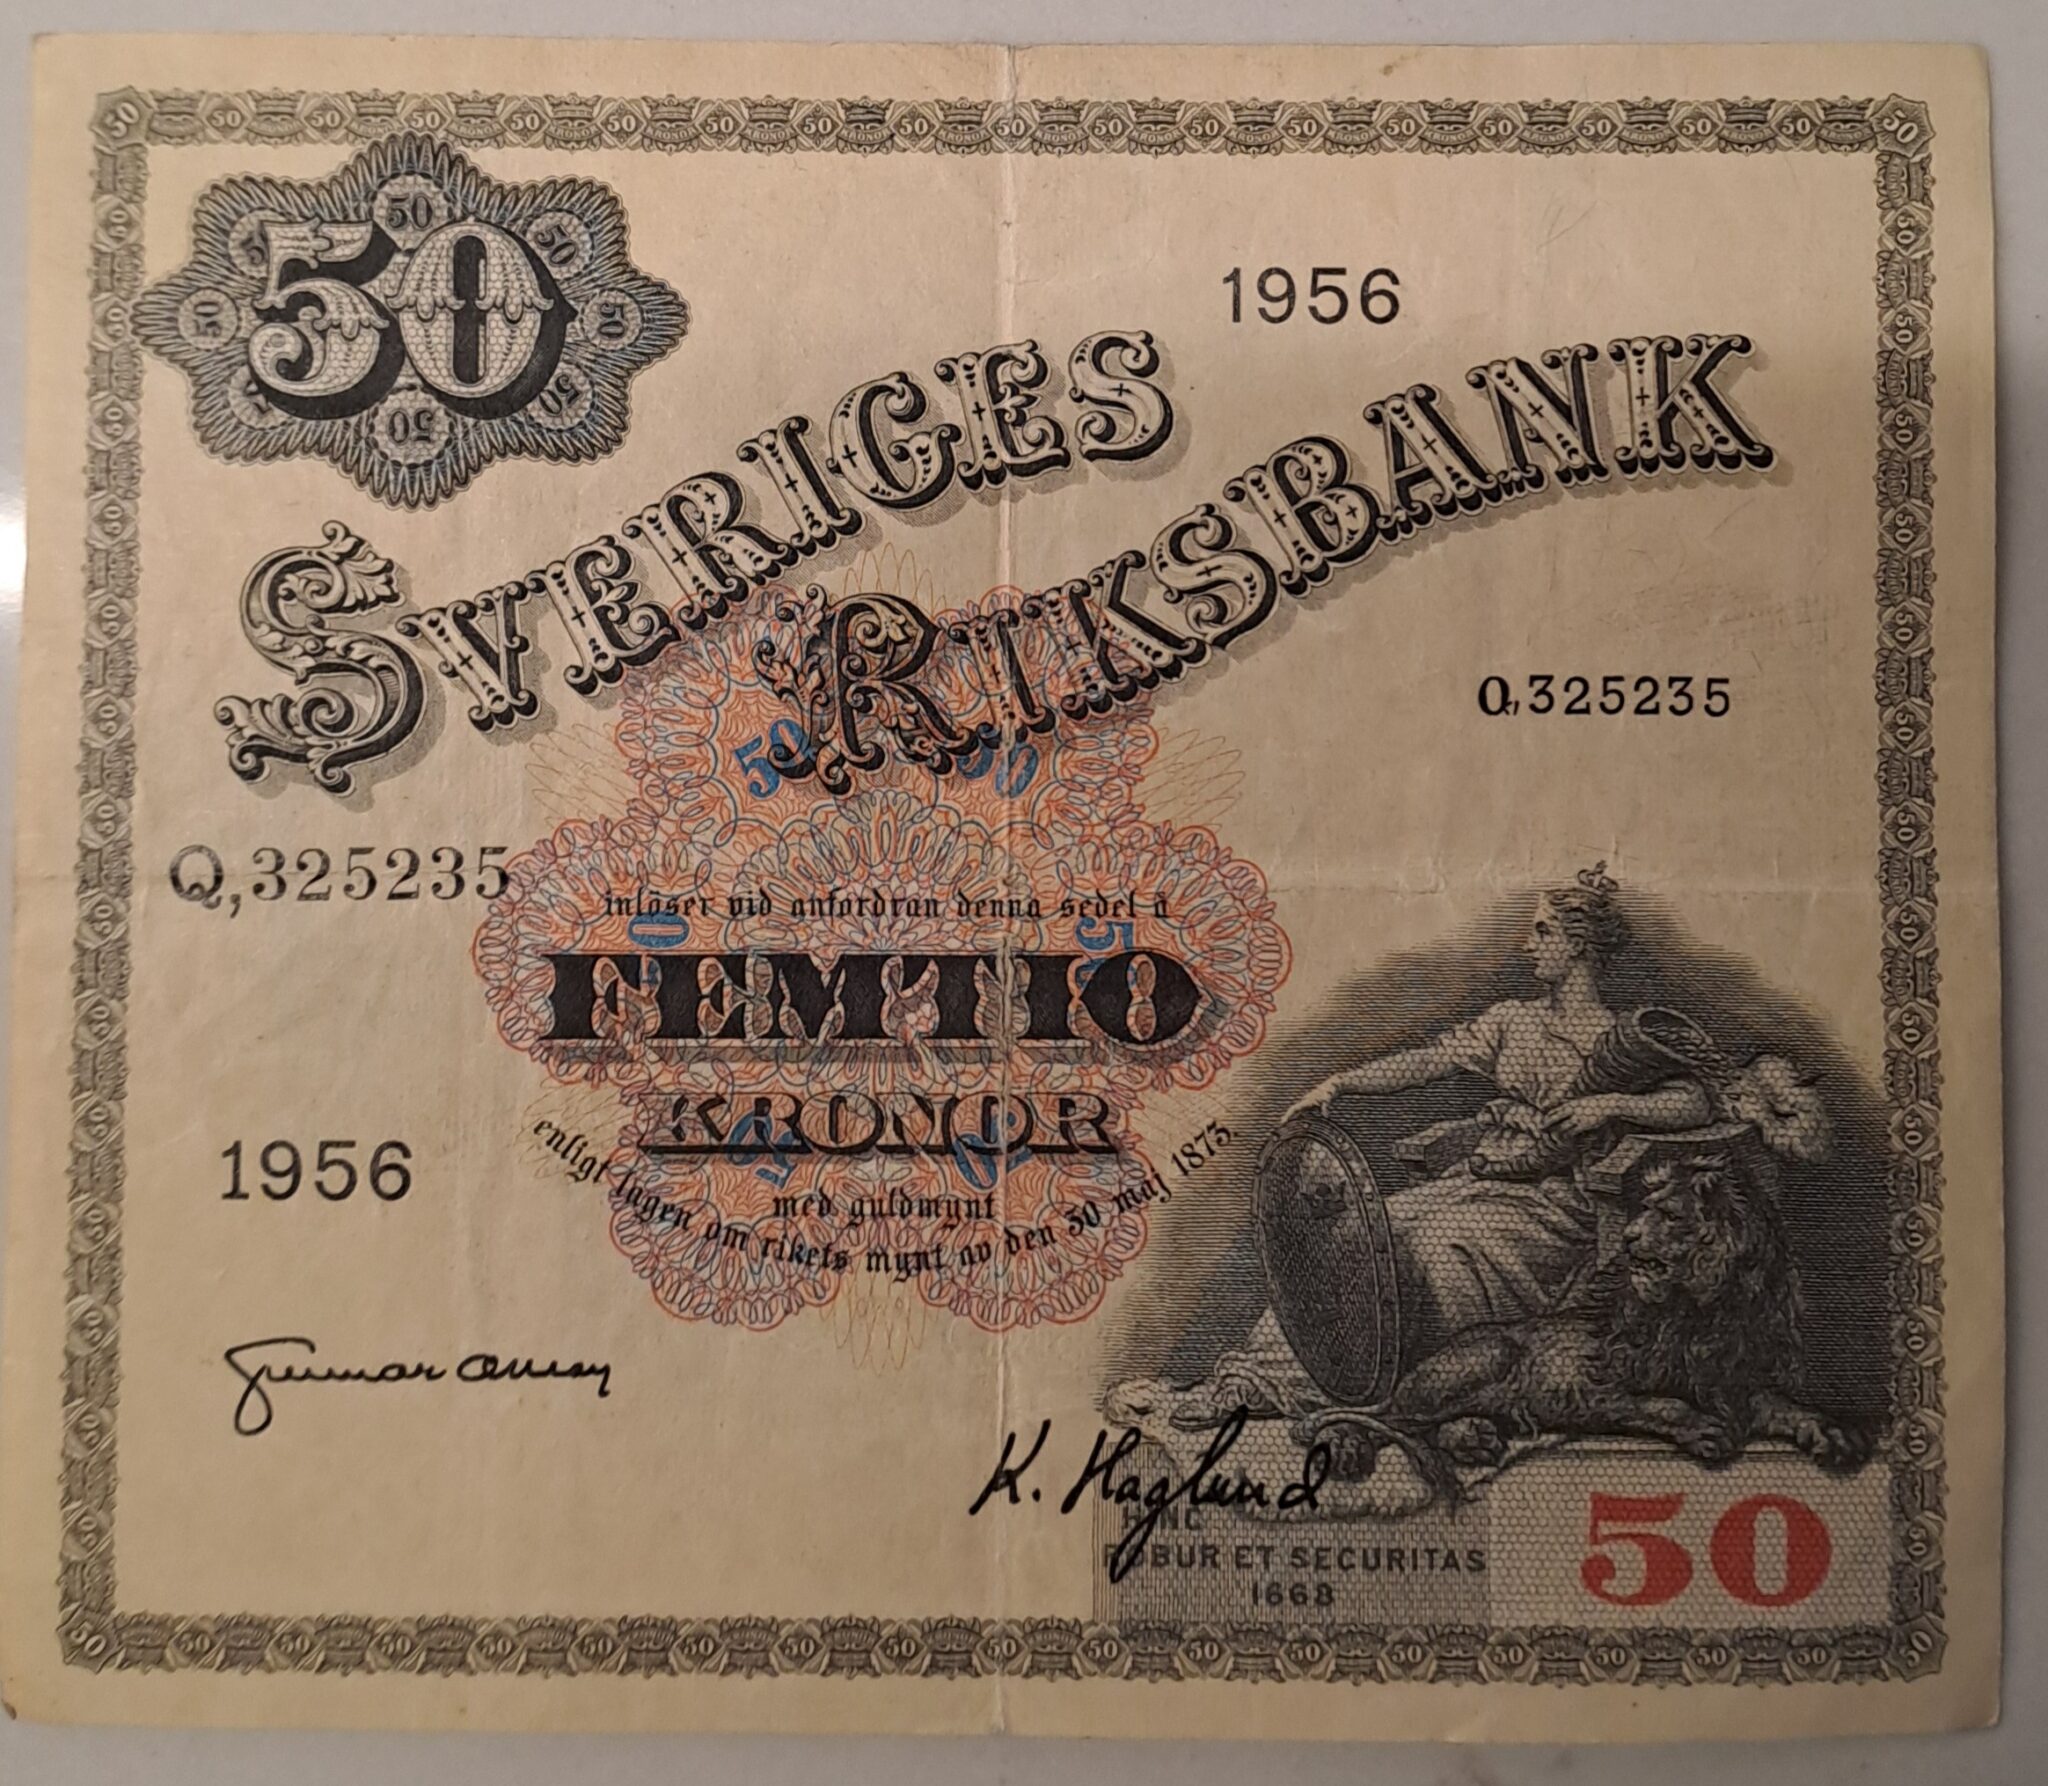 50
1956
SVERIGES
RIKSBANK
Q,325235
Q,325235
inlöser vid anfordran denna sedel å
FEMTIO
KRONOR
med guldmynt
enligt lagen om rikets mynt av den 30 maj 1873.
1956
K. Haglund
HINC
ROBUR ET SECURITAS
1668
50